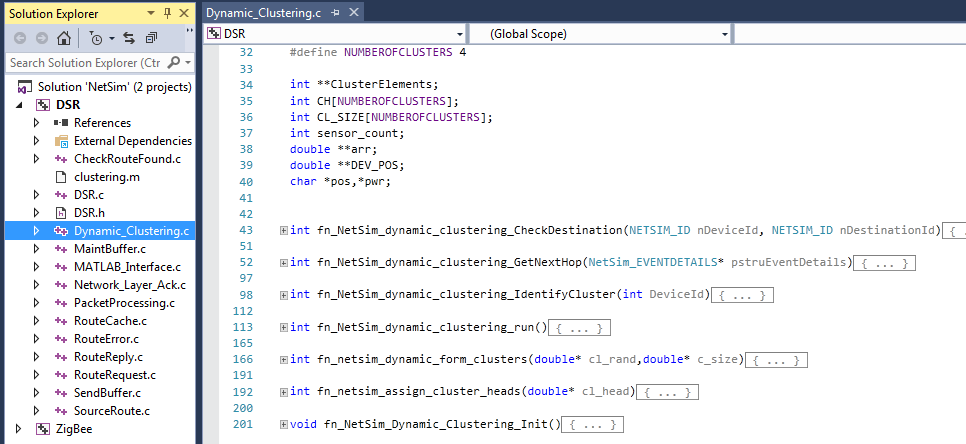 Solution Explorer
Search Solution Explorer (Ctr
Solution 'NetSim' (2 projects)
DSR
References
External Dependencies
CheckRouteFound.c
clustering.m
DSR.c
DSR.h
Dynamic_Clustering.c
MaintBuffer.c
MATLAB_Interface.c
Network_Layer_Ack.c
PacketProcessing.c
RouteCache.c
RouteError.c
RouteReply.c
RouteRequest.c
SendBuffer.c
SourceRoute.c
ZigBee
Dynamic_Clustering.c
DSR (Global Scope)
32 #define NUMBEROFCLUSTERS 4
33
34 int **ClusterElements;
35 int CH[NUMBEROFCLUSTERS];
36 int CL_SIZE[NUMBEROFCLUSTERS];
37 int sensor_count;
38 double **arr;
39 double **DEV_POS;
40 char *pos,*pwr;
41
42
43 int fn_NetSim_dynamic_clustering_CheckDestination(NETSIM_ID nDeviceId, NETSIM_ID nDestinationId){ ..
51
52 int fn_NetSim_dynamic_clustering_GetNextHop(NetSim_EVENTDETAILS* pstruEventDetails){ ... }
97
98 int fn_NetSim_dynamic_clustering_IdentifyCluster(int DeviceId){ ... }
112
113 int fn_NetSim_dynamic_clustering_run(){ ... }
165
166 int fn_netsim_dynamic_form_clusters(double* cl_rand,double* c_size){ ... }
191
192 int fn_netsim_assign_cluster_heads(double* cl_head){ ... }
200
201 void fn_NetSim_Dynamic_Clustering_Init(){ ... }